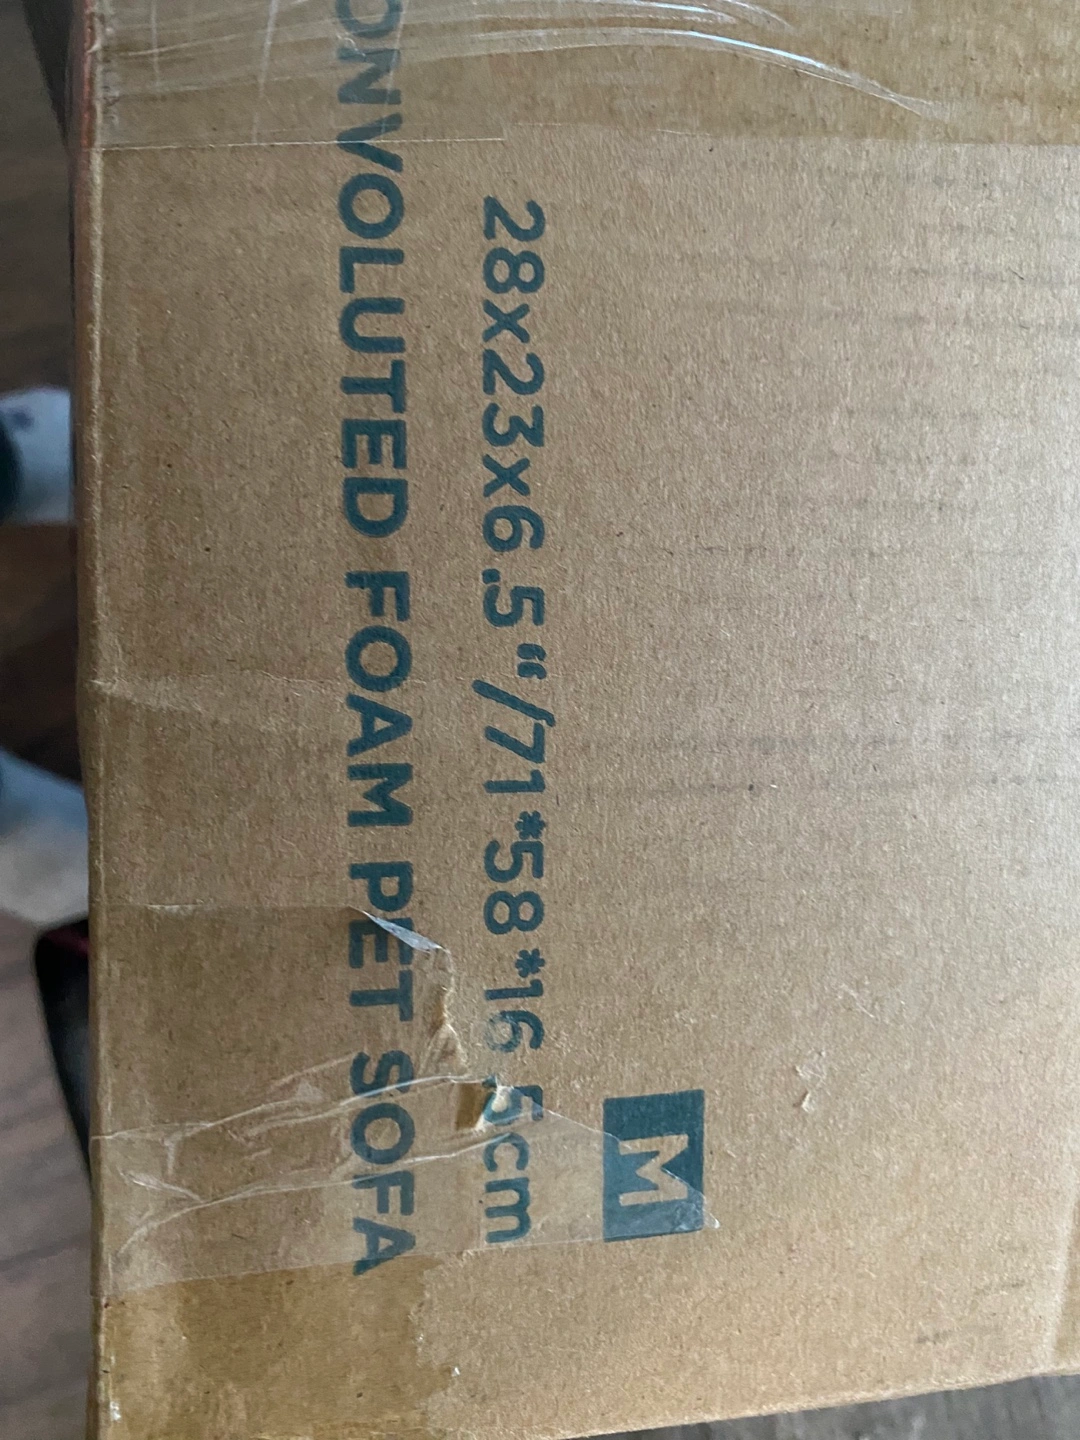 M
28x23x6.5“/71*58*16.5cm
ONVOLUTED FOAM PET SOFA